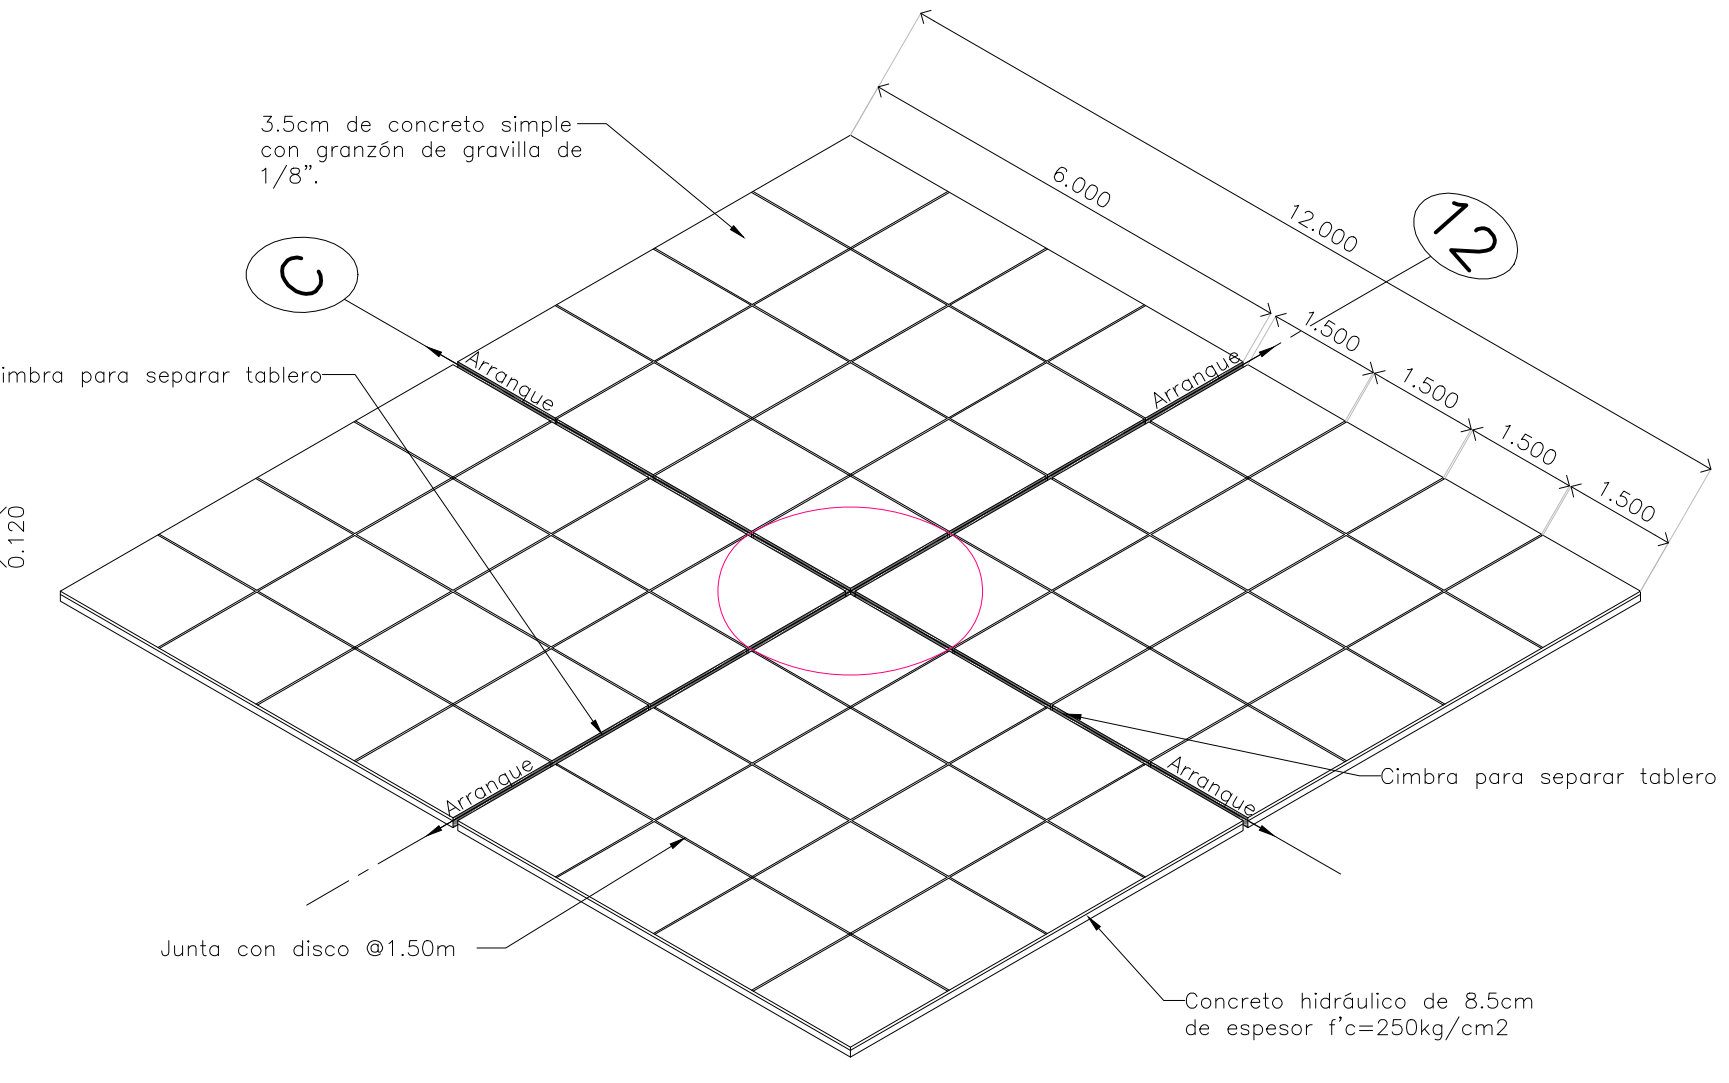 3.5cm de concreto simple
con granzón de gravilla de
1/8".
6.000
12.000
12
C
1.500
1.500
1.500
1.500
Arranque
Arranque
imbra para separar tablero
0.120
Arranque
Arranque
Cimbra para separar tablero
Junta con disco @1.50m
Concreto hidráulico de 8.5cm
de espesor f'c=250kg/cm2